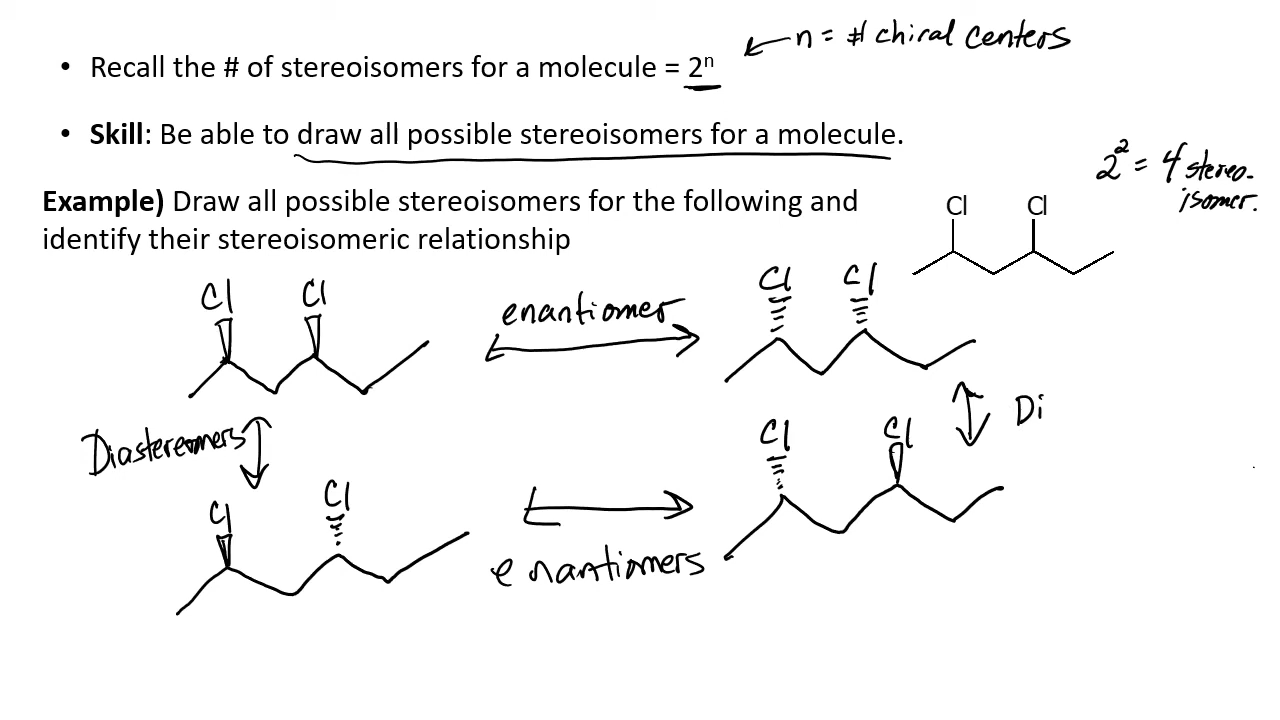 n = # chiral centers
• Recall the # of stereoisomers for a molecule = 2ⁿ
• Skill: Be able to draw all possible stereoisomers for a molecule.
2² = 4 stereo-
isomer.
Example) Draw all possible stereoisomers for the following and
identify their stereoisomeric relationship
Cl Cl
Cl Cl
enantiomer
Cl Cl
Diastereomers
Di
Cl Cl
Cl Cl
enantiomers